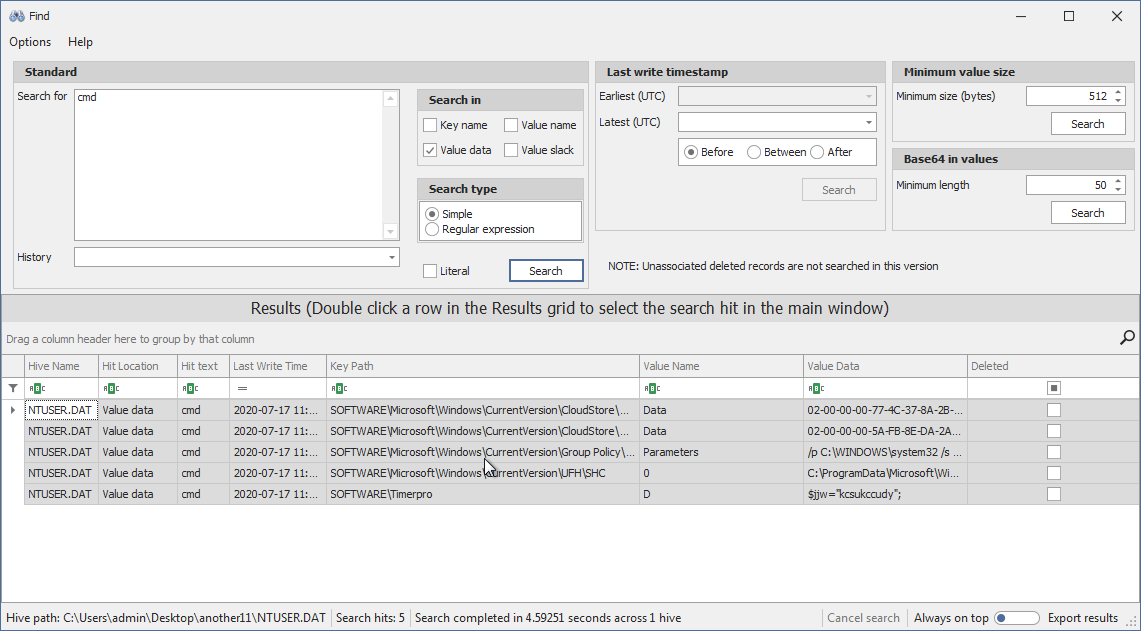 Find
Options Help
Standard
Search for cmd
Search in
Key name Value name
Value data Value slack
Search type
Simple
Regular expression
History
Literal Search
Last write timestamp
Earliest (UTC)
Latest (UTC)
Before Between After
Search
Minimum value size
Minimum size (bytes) 512
Search
Base64 in values
Minimum length 50
Search
NOTE: Unassociated deleted records are not searched in this version
Results (Double click a row in the Results grid to select the search hit in the main window)
Drag a column header here to group by that column
Hive Name Hit Location Hit text Last Write Time Key Path Value Name Value Data Deleted
ABC ABC ABC = ABC ABC ABC
NTUSER.DAT Value data cmd 2020-07-17 11:... SOFTWARE\Microsoft\Windows\CurrentVersion\CloudStore\... Data 02-00-00-00-77-4C-37-8A-2B-...
NTUSER.DAT Value data cmd 2020-07-17 11:... SOFTWARE\Microsoft\Windows\CurrentVersion\CloudStore\... Data 02-00-00-00-5A-FB-8E-DA-2A...
NTUSER.DAT Value data cmd 2020-07-17 11:... SOFTWARE\Microsoft\Windows\CurrentVersion\Group Policy\... Parameters /p C:\WINDOWS\system32 /s ...
NTUSER.DAT Value data cmd 2020-07-17 11:... SOFTWARE\Microsoft\Windows\CurrentVersion\UFH\SHC 0 C:\ProgramData\Microsoft\Wi...
NTUSER.DAT Value data cmd 2020-07-17 11:... SOFTWARE\Timerpro D $jjw="kcsukccudy";
Hive path: C:\Users\admin\Desktop\another11\NTUSER.DAT Search hits: 5 Search completed in 4.59251 seconds across 1 hive Cancel search Always on top Export results